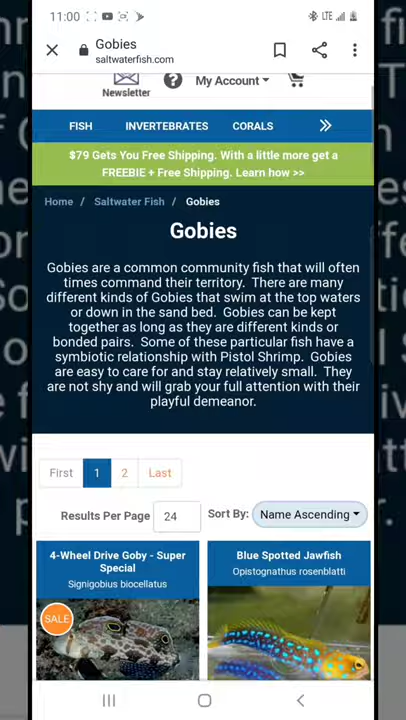 11:00
LTE
Gobies
saltwaterfish.com
Newsletter
My Account
FISH
INVERTEBRATES
CORALS
$79 Gets You Free Shipping. With a little more get a
FREEBIE + Free Shipping. Learn how >>
Home / Saltwater Fish / Gobies
Gobies
Gobies are a common community fish that will often
times command their territory. There are many
different kinds of Gobies that swim at the top waters
or down in the sand bed. Gobies can be kept
together as long as they are different kinds or
bonded pairs. Some of these particular fish have a
symbiotic relationship with Pistol Shrimp. Gobies
are easy to care for and stay relatively small. They
are not shy and will grab your full attention with their
playful demeanor.
First
1
2
Last
Results Per Page
24
Sort By:
Name Ascending
4-Wheel Drive Goby - Super
Special
Signigobius biocellatus
Blue Spotted Jawfish
Opistognathus rosenblatti
SALE